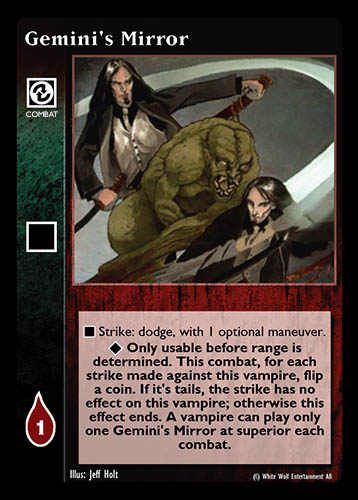 Gemini's Mirror
COMBAT
Strike: dodge, with 1 optional maneuver.
Only usable before range is
determined. This combat, for each
strike made against this vampire, flip
a coin. If it's tails, the strike has no
effect on this vampire; otherwise this
effect ends. A vampire can play only
one Gemini's Mirror at superior each
combat.
1
Illus: Jeff Holt
(C) White Wolf Entertainment AB